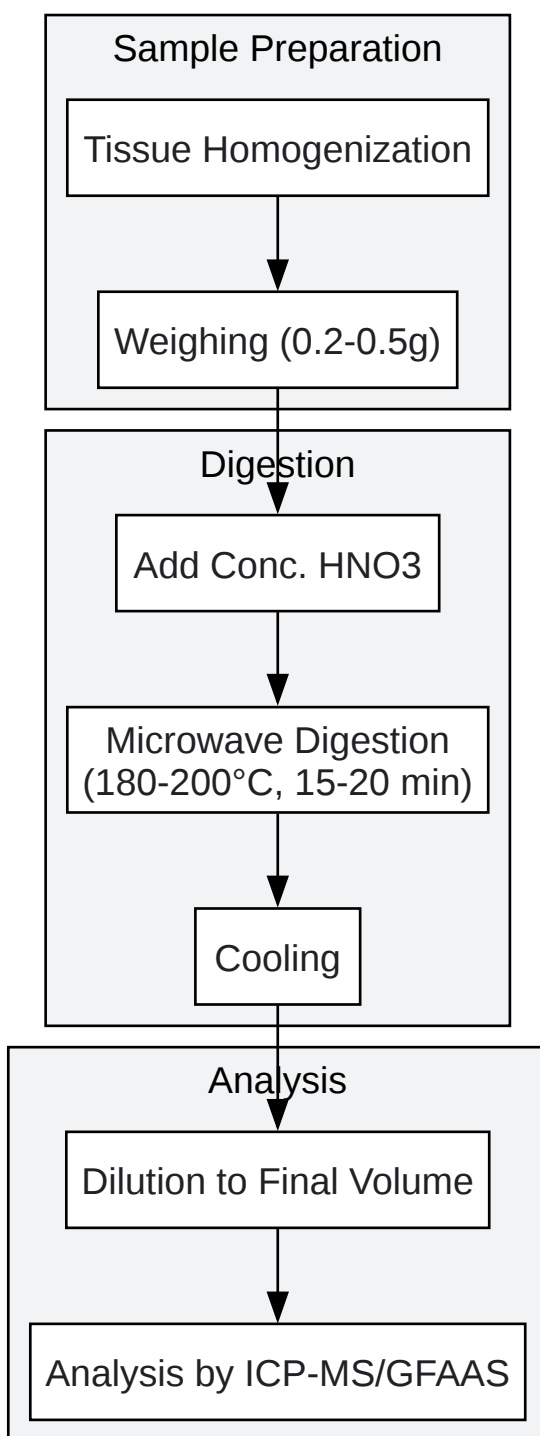 Sample Preparation
Tissue Homogenization
Weighing (0.2-0.5g)
Digestion
Add Conc. HNO3
Microwave Digestion
(180-200°C, 15-20 min)
Cooling
Analysis
Dilution to Final Volume
Analysis by ICP-MS/GFAAS